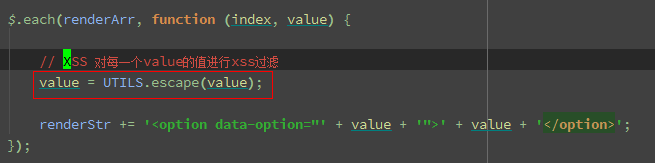 $.each(renderArr, function (index, value) {
// XSS 对每一个value的值进行xss过滤
value = UTILS.escape(value);
renderStr += '<option data-option="' + value + '">' + value + '</option>';
});